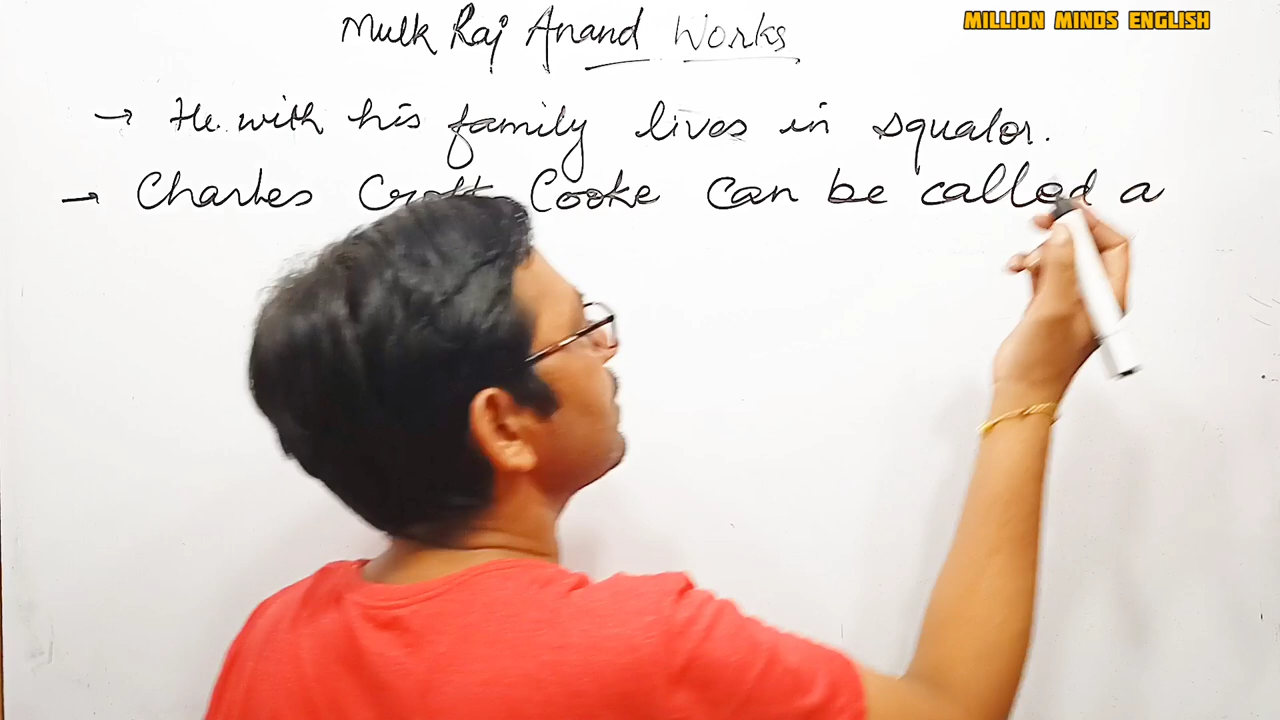 MILLION MINDS ENGLISH
Mulk Raj Anand Works
→ He with his family lives in squalor.
→ Charles Croft Cooke can be called a